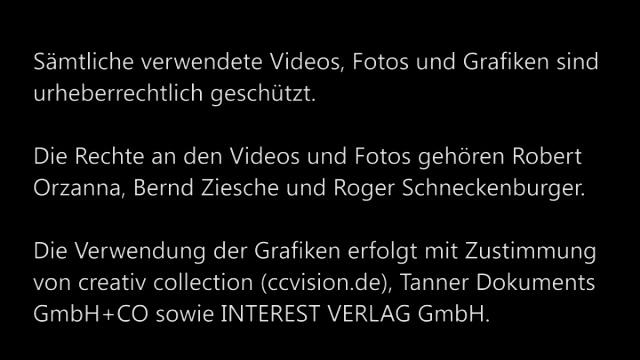 Sämtliche verwendete Videos, Fotos und Grafiken sind
urheberrechtlich geschützt.
Die Rechte an den Videos und Fotos gehören Robert
Orzanna, Bernd Ziesche und Roger Schneckenburger.
Die Verwendung der Grafiken erfolgt mit Zustimmung
von creativ collection (ccvision.de), Tanner Dokuments
GmbH+CO sowie INTEREST VERLAG GmbH.